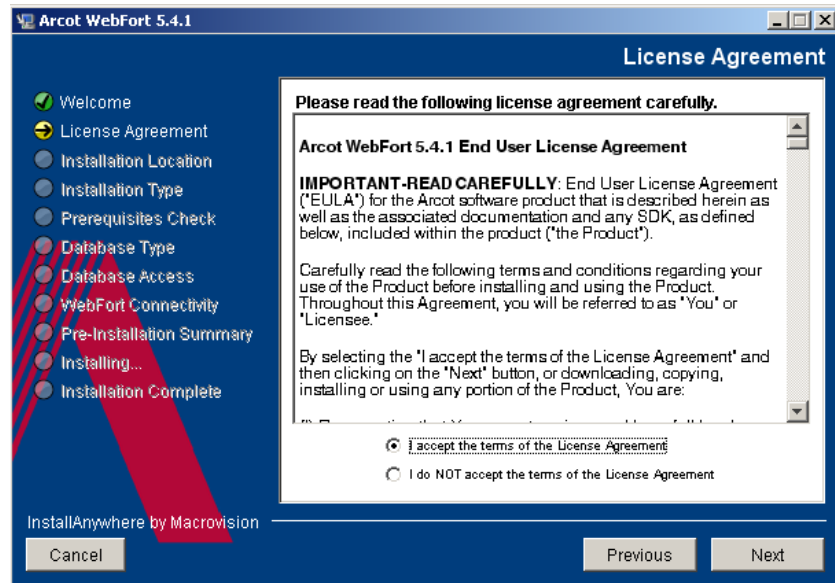 Arcot WebFort 5.4.1
License Agreement
Welcome
License Agreement
Installation Location
Installation Type
Prerequisites Check
Database Type
Database Access
WebFort Connectivity
Pre-Installation Summary
Installing...
Installation Complete
Please read the following license agreement carefully.
Arcot WebFort 5.4.1 End User License Agreement
IMPORTANT-READ CAREFULLY: End User License Agreement
("EULA") for the Arcot software product that is described herein as
well as the associated documentation and any SDK, as defined
below, included within the product ("the Product").
Carefully read the following terms and conditions regarding your
use of the Product before installing and using the Product.
Throughout this Agreement, you will be referred to as "You" or
"Licensee."
By selecting the "I accept the terms of the License Agreement" and
then clicking on the "Next" button, or downloading, copying,
installing or using any portion of the Product, You are:
I accept the terms of the License Agreement
I do NOT accept the terms of the License Agreement
InstallAnywhere by Macrovision
Cancel
Previous
Next